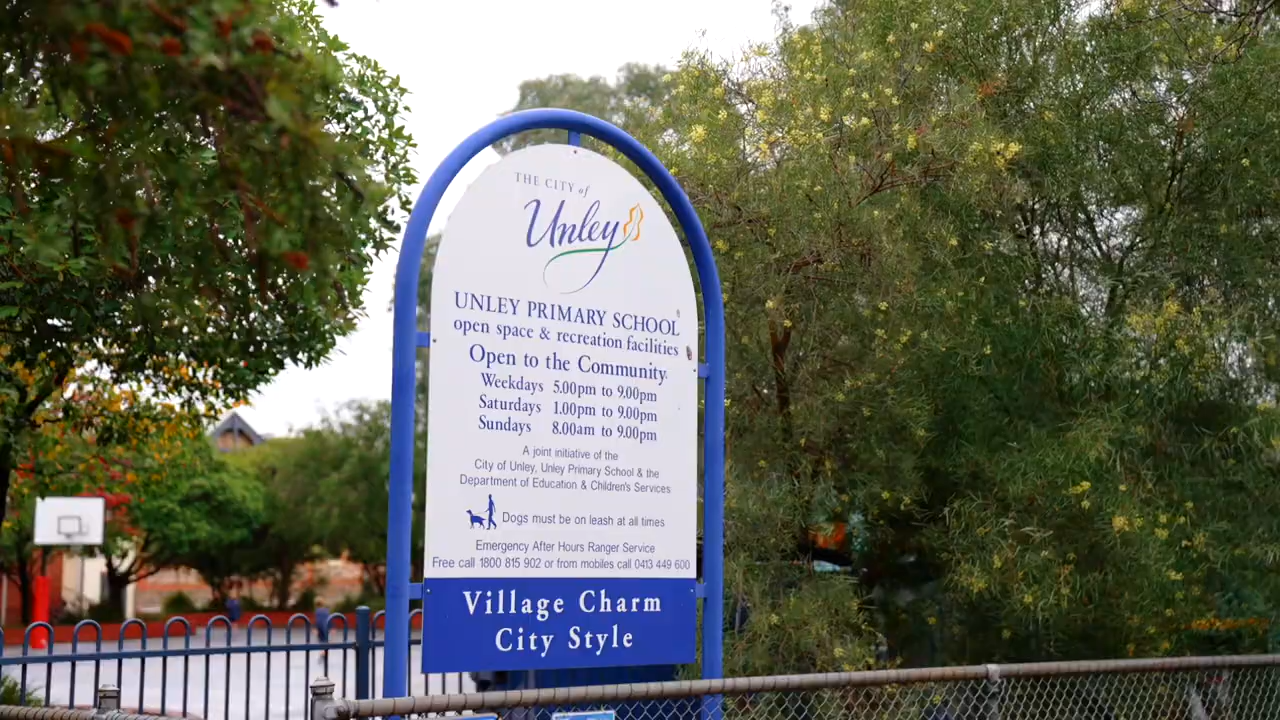 THE CITY of
Unley
UNLEY PRIMARY SCHOOL
open space & recreation facilities
Open to the Community
Weekdays 5.00pm to 9.00pm
Saturdays 1.00pm to 9.00pm
Sundays 8.00am to 9.00pm
A joint initiative of the
City of Unley, Unley Primary School & the
Department of Education & Children's Services
Dogs must be on leash at all times
Emergency After Hours Ranger Service
Free call 1800 815 902 or from mobiles call 0413 449 600
Village Charm
City Style